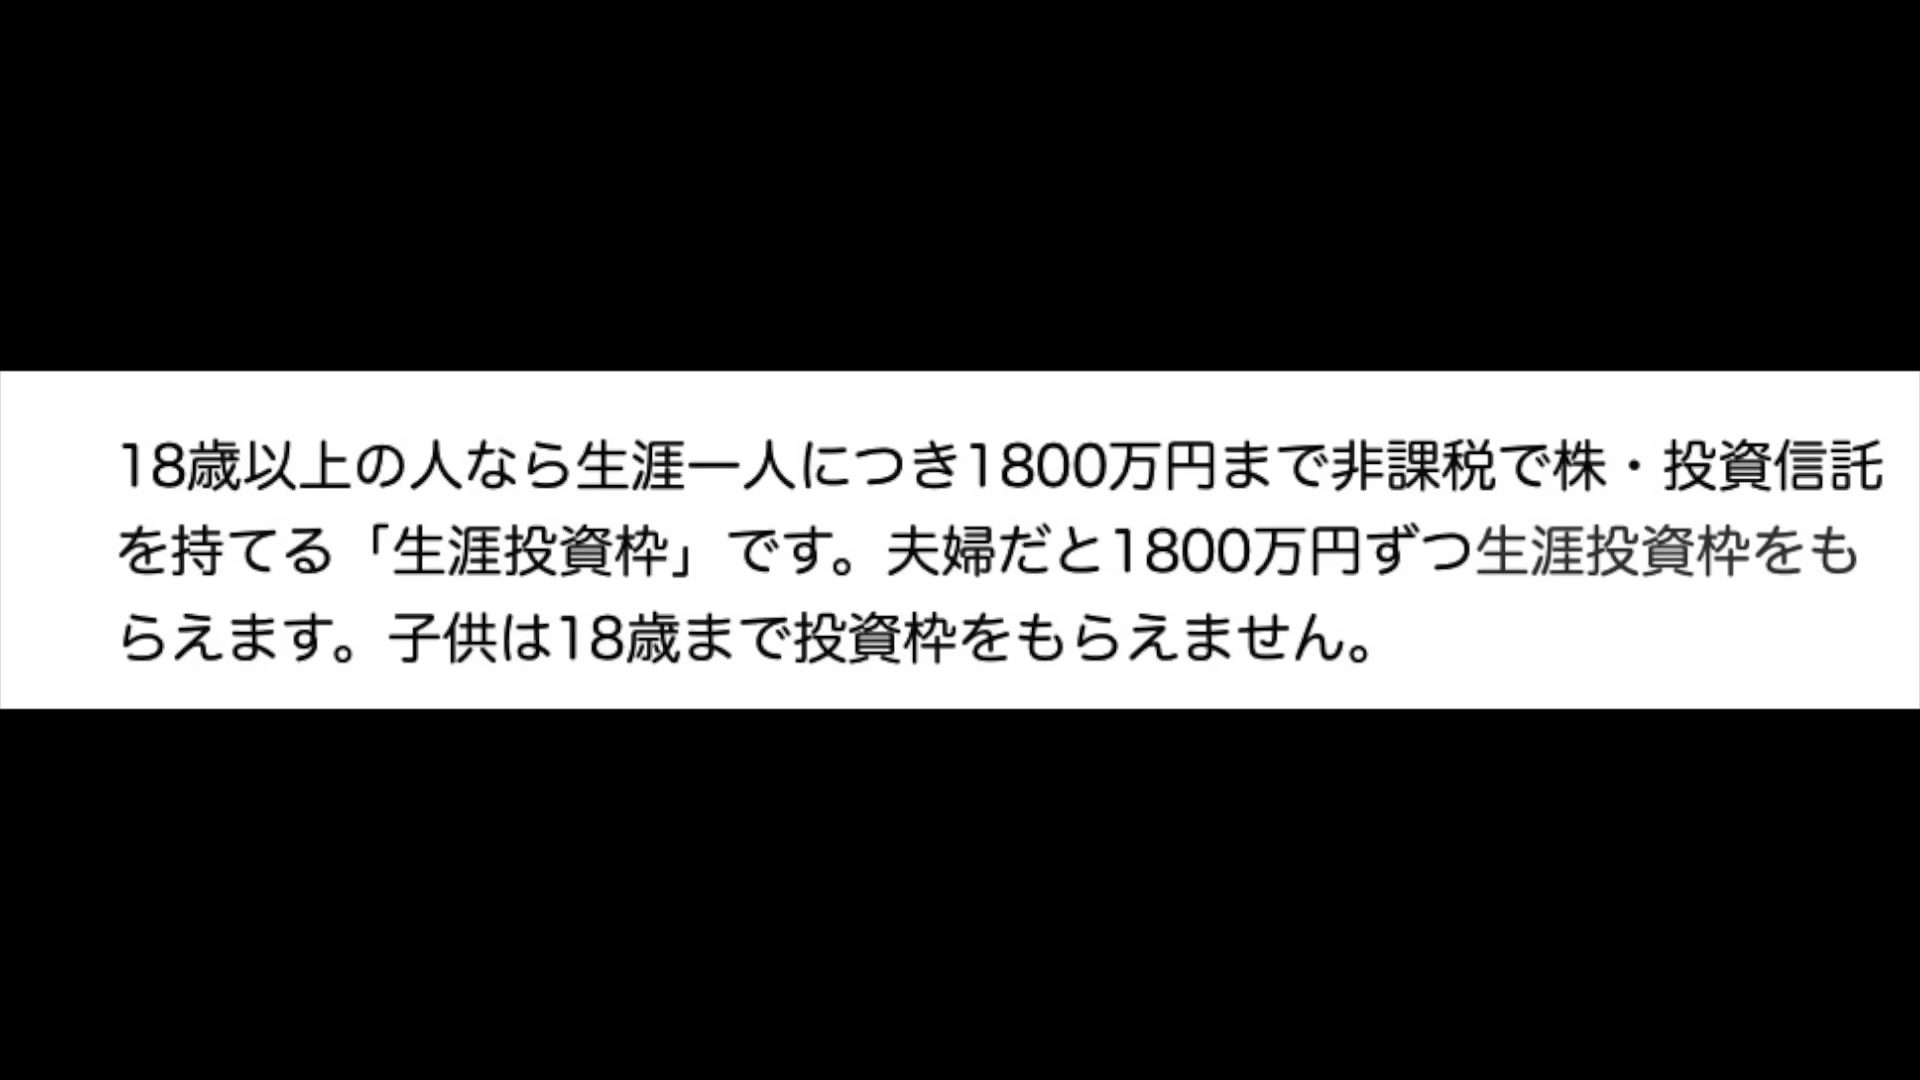 18歳以上の人なら生涯一人につき1800万円まで非課税で株・投資信託
を持てる「生涯投資枠」です。夫婦だと1800万円ずつ生涯投資枠をも
らえます。子供は18歳まで投資枠をもらえません。